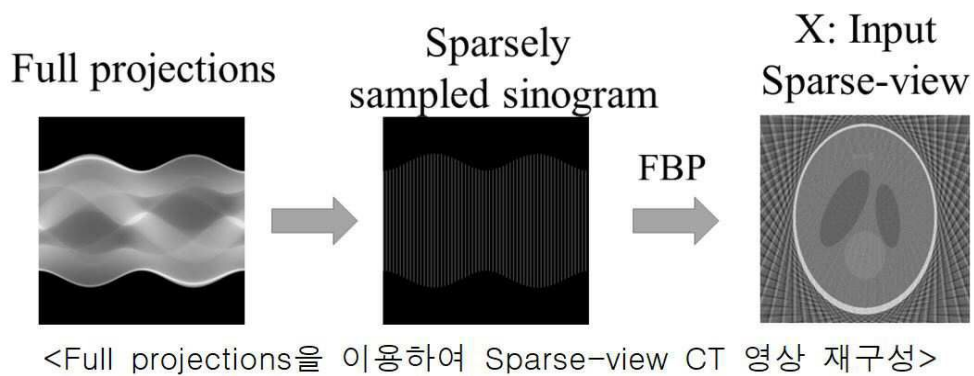 Full projections
Sparsely
sampled sinogram
FBP
X: Input
Sparse-view
<Full projections을 이용하여 Sparse-view CT 영상 재구성>